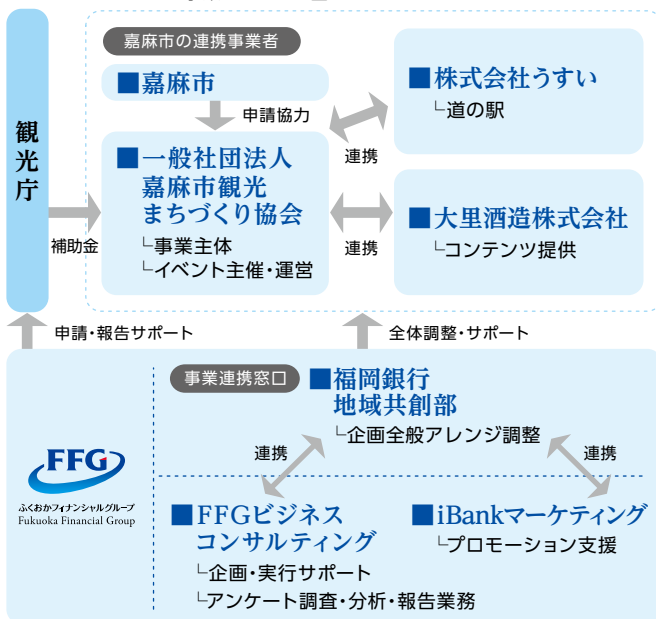 嘉麻市の連携事業者
■嘉麻市
申請協力
観光庁
補助金
■一般社団法人
嘉麻市観光
まちづくり協会
└事業主体
└イベント主催・運営
連携
■株式会社うすい
└道の駅
連携
■大里酒造株式会社
└コンテンツ提供
申請・報告サポート
全体調整・サポート
FFG
ふくおかフィナンシャルグループ
Fukuoka Financial Group
事業連携窓口
■福岡銀行
地域共創部
└企画全般アレンジ調整
連携
連携
■FFGビジネス
コンサルティング
└企画・実行サポート
└アンケート調査・分析・報告業務
■iBankマーケティング
└プロモーション支援